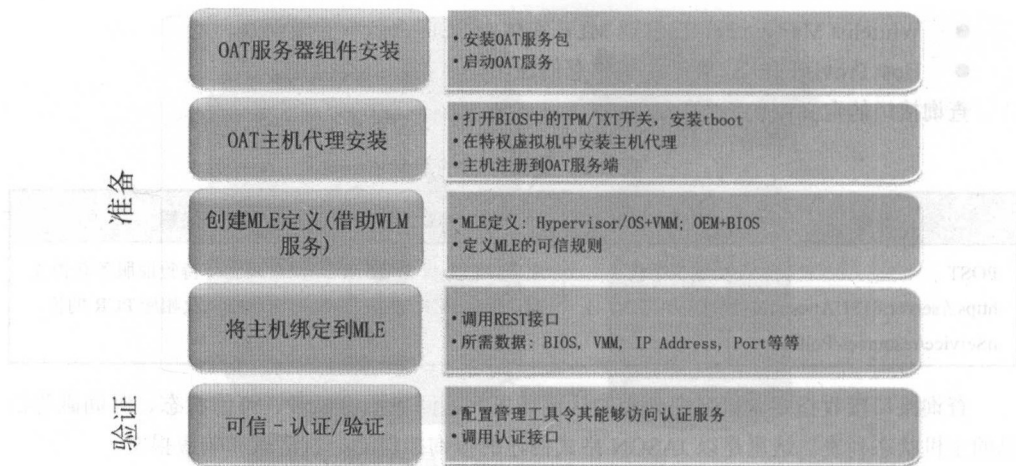 准备
OAT服务器组件安装
•安装OAT服务包
•启动OAT服务
OAT主机代理安装
•打开BIOS中的TPM/TXT开关，安装tboot
•在特权虚拟机中安装主机代理
•主机注册到OAT服务端
创建MLE定义(借助WLM
服务)
•MLE定义: Hypervisor/OS+VMM; OEM+BIOS
•定义MLE的可信规则
将主机绑定到MLE
•调用REST接口
•所需数据: BIOS, VMM, IP Address, Port等等
验证
可信-认证/验证
•配置管理工具令其能够访问认证服务
•调用认证接口